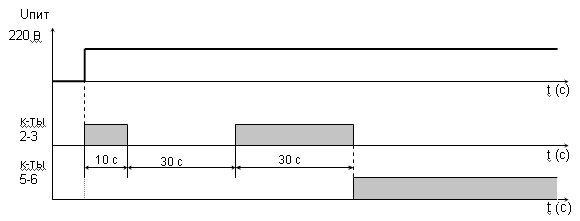 Uпит
220 В
t (с)
к-ты
2-3
t (с)
10 с
30 с
30 с
к-ты
5-6
t (с)